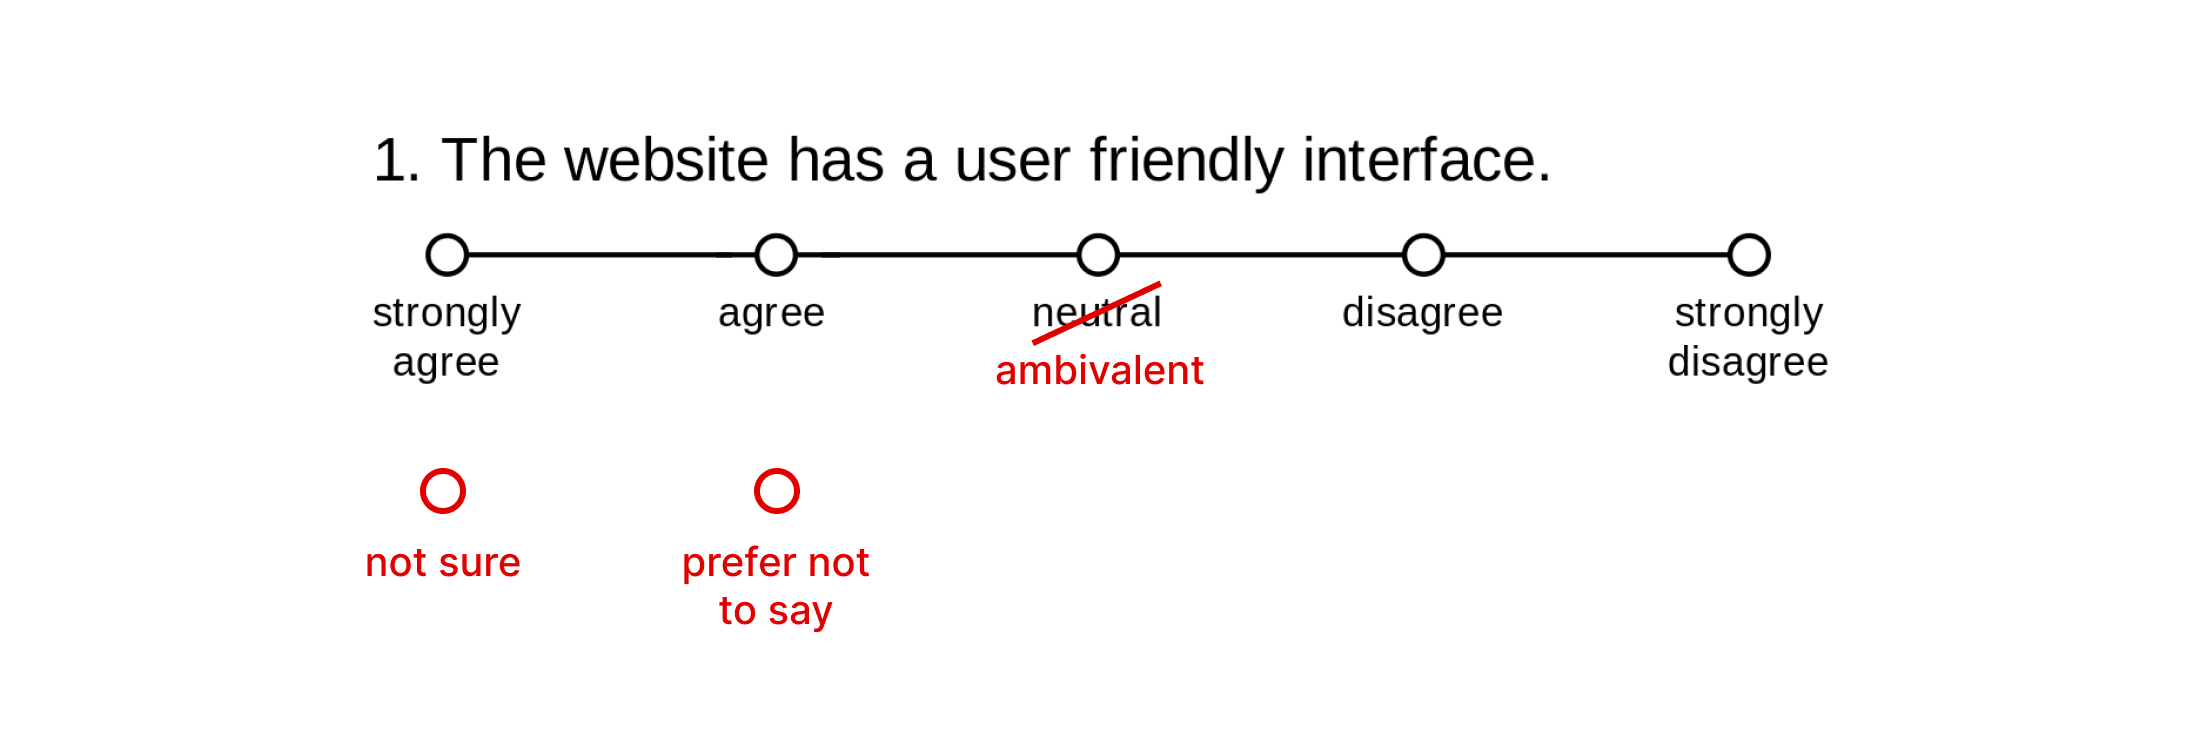 1. The website has a user friendly interface.
strongly agree
agree
neutral
ambivalent
disagree
strongly disagree
not sure
prefer not to say